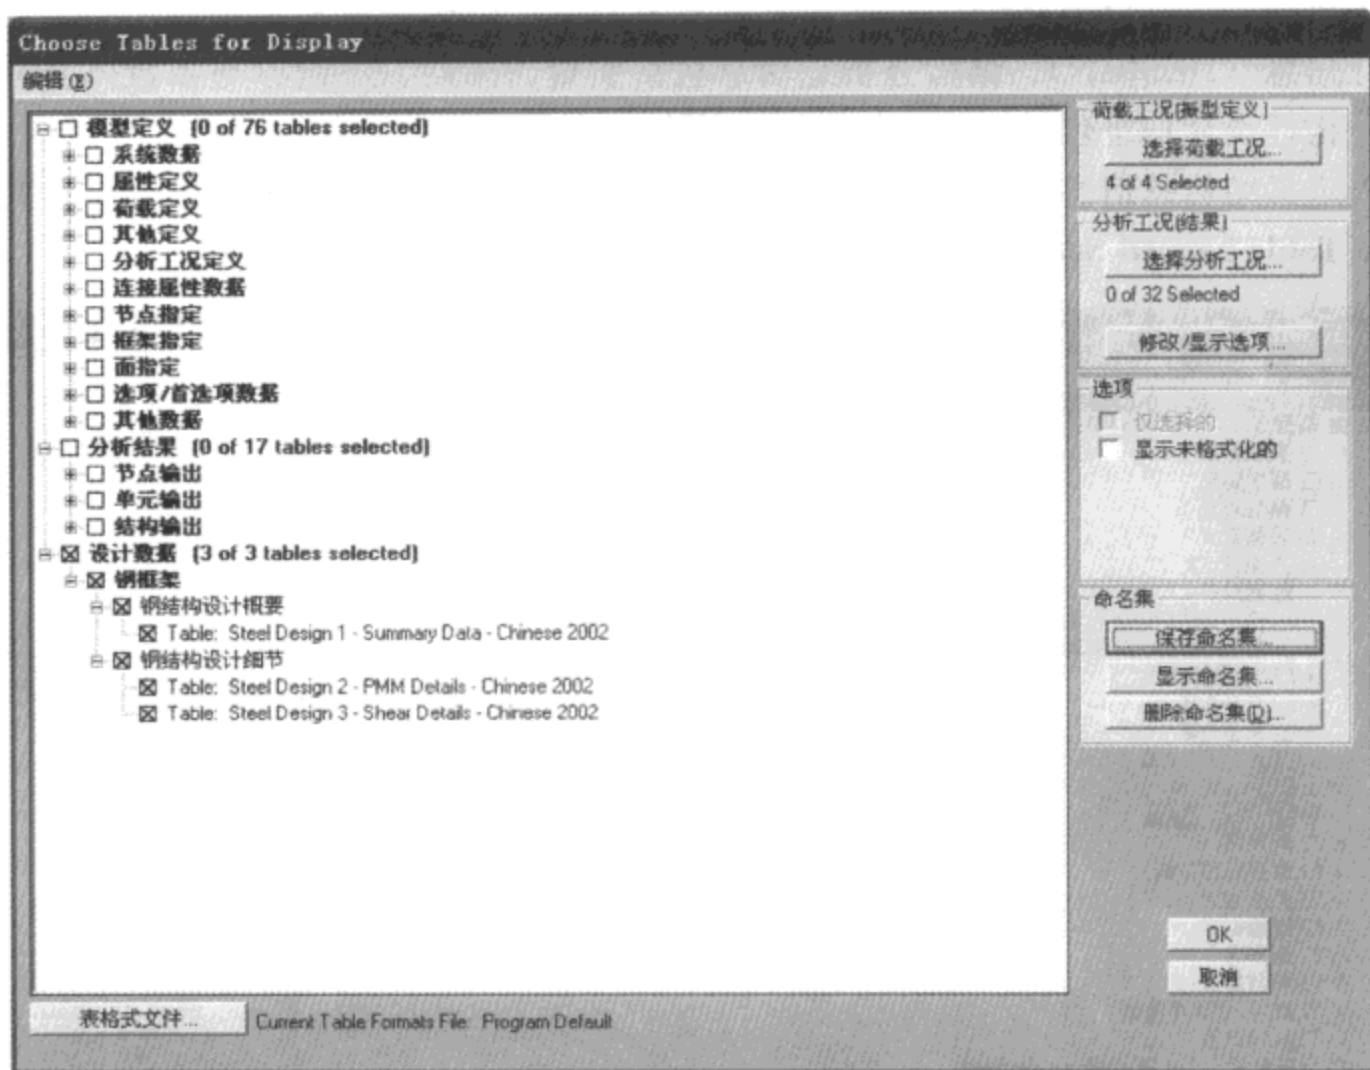 Choose Tables for Display
编辑(E)
模型定义 (0 of 76 tables selected)
系统数据
属性定义
荷载定义
其他定义
分析工况定义
连接属性数据
节点指定
框架指定
面指定
选项/首选项数据
其他数据
分析结果 (0 of 17 tables selected)
节点输出
单元输出
结构输出
设计数据 (3 of 3 tables selected)
钢框架
钢结构设计概要
Table: Steel Design 1 - Summary Data - Chinese 2002
钢结构设计细节
Table: Steel Design 2 - PMM Details - Chinese 2002
Table: Steel Design 3 - Shear Details - Chinese 2002
荷载工况(振型定义)
选择荷载工况...
4 of 4 Selected
分析工况(结果)
选择分析工况...
0 of 32 Selected
修改/显示选项...
选项
仅选择的
显示未格式化的
命名集
保存命名集...
显示命名集...
删除命名集(D)...
OK
取消
表格式文件...
Current Table Formats File: Program Default